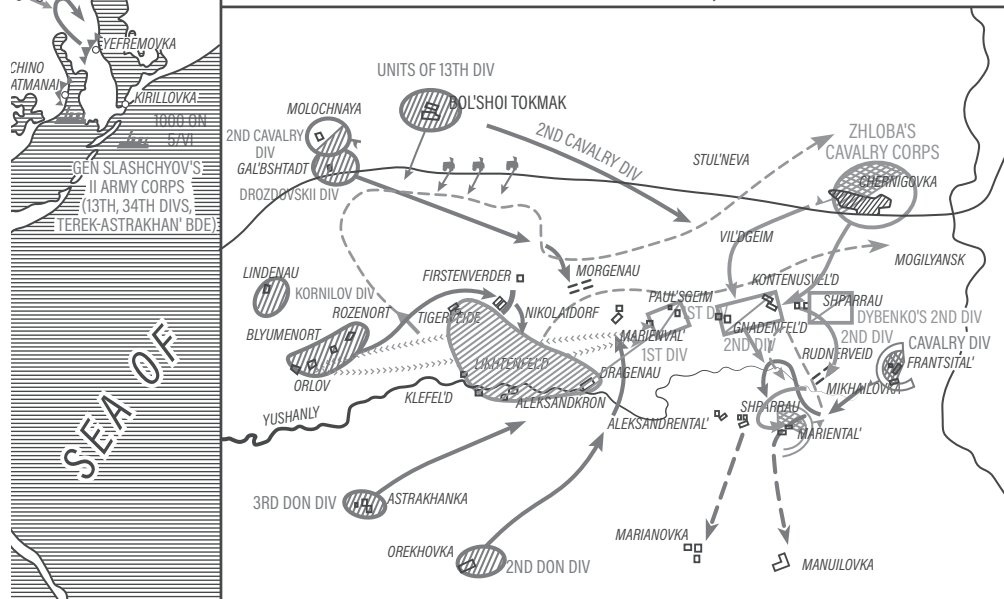 YEFREMOVKA
CHINO
ATMANAI
KIRILLOVKA
1000 ON
5/VI
GEN SLASHCHYOV'S
II ARMY CORPS
(13TH, 34TH DIVS,
TEREK-ASTRAKHAN' BDE)
SEA OF
UNITS OF 13TH DIV
BOL'SHOI TOKMAK
MOLOCHNAYA
2ND CAVALRY
DIV
GAL'BSHTADT
DROZDOVSKII DIV
2ND CAVALRY DIV
STUL'NEVA
ZHLOBA'S
CAVALRY CORPS
CHERNIGOVKA
VIL'DGEIM
MOGILYANSK
LINDENAU
KORNILOV DIV
FIRSTENVERDER
MORGENAU
KONTENUSVEL'D
BLYUMENORT
ROZENORT
TIGERVEIDE
NIKOLAIDORF
PAUL'SGEIM
1ST D
SHPARRAU
DYBENKO'S 2ND DIV
MARIENVAL'
GNADENFEL'D
2ND DIV
2ND DIV
CAVALRY DIV
1ST DIV
RUDNERVEID
FRANTSITAL'
LIKHTENFEL'D
DRAGENAU
ORLOV
MIKHAILOVKA
KLEFEL'D
ALEKSANDKRON
SHPARRAU
YUSHANLY
ALEKSANDRENTAL'
MARIENTAL'
3RD DON DIV
ASTRAKHANKA
MARIANOVKA
OREKHOVKA
2ND DON DIV
MANUILOVKA